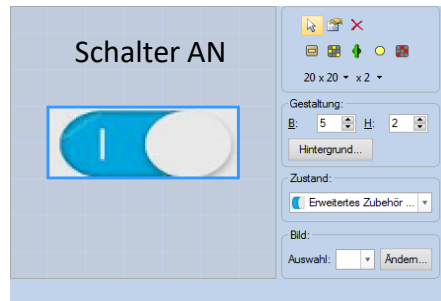 Schalter AN
20 x 20 x 2
Gestaltung:
B: 5 H: 2
Hintergrund...
Zustand:
Erweitertes Zubehör ...
Bild:
Auswahl: Ändern...